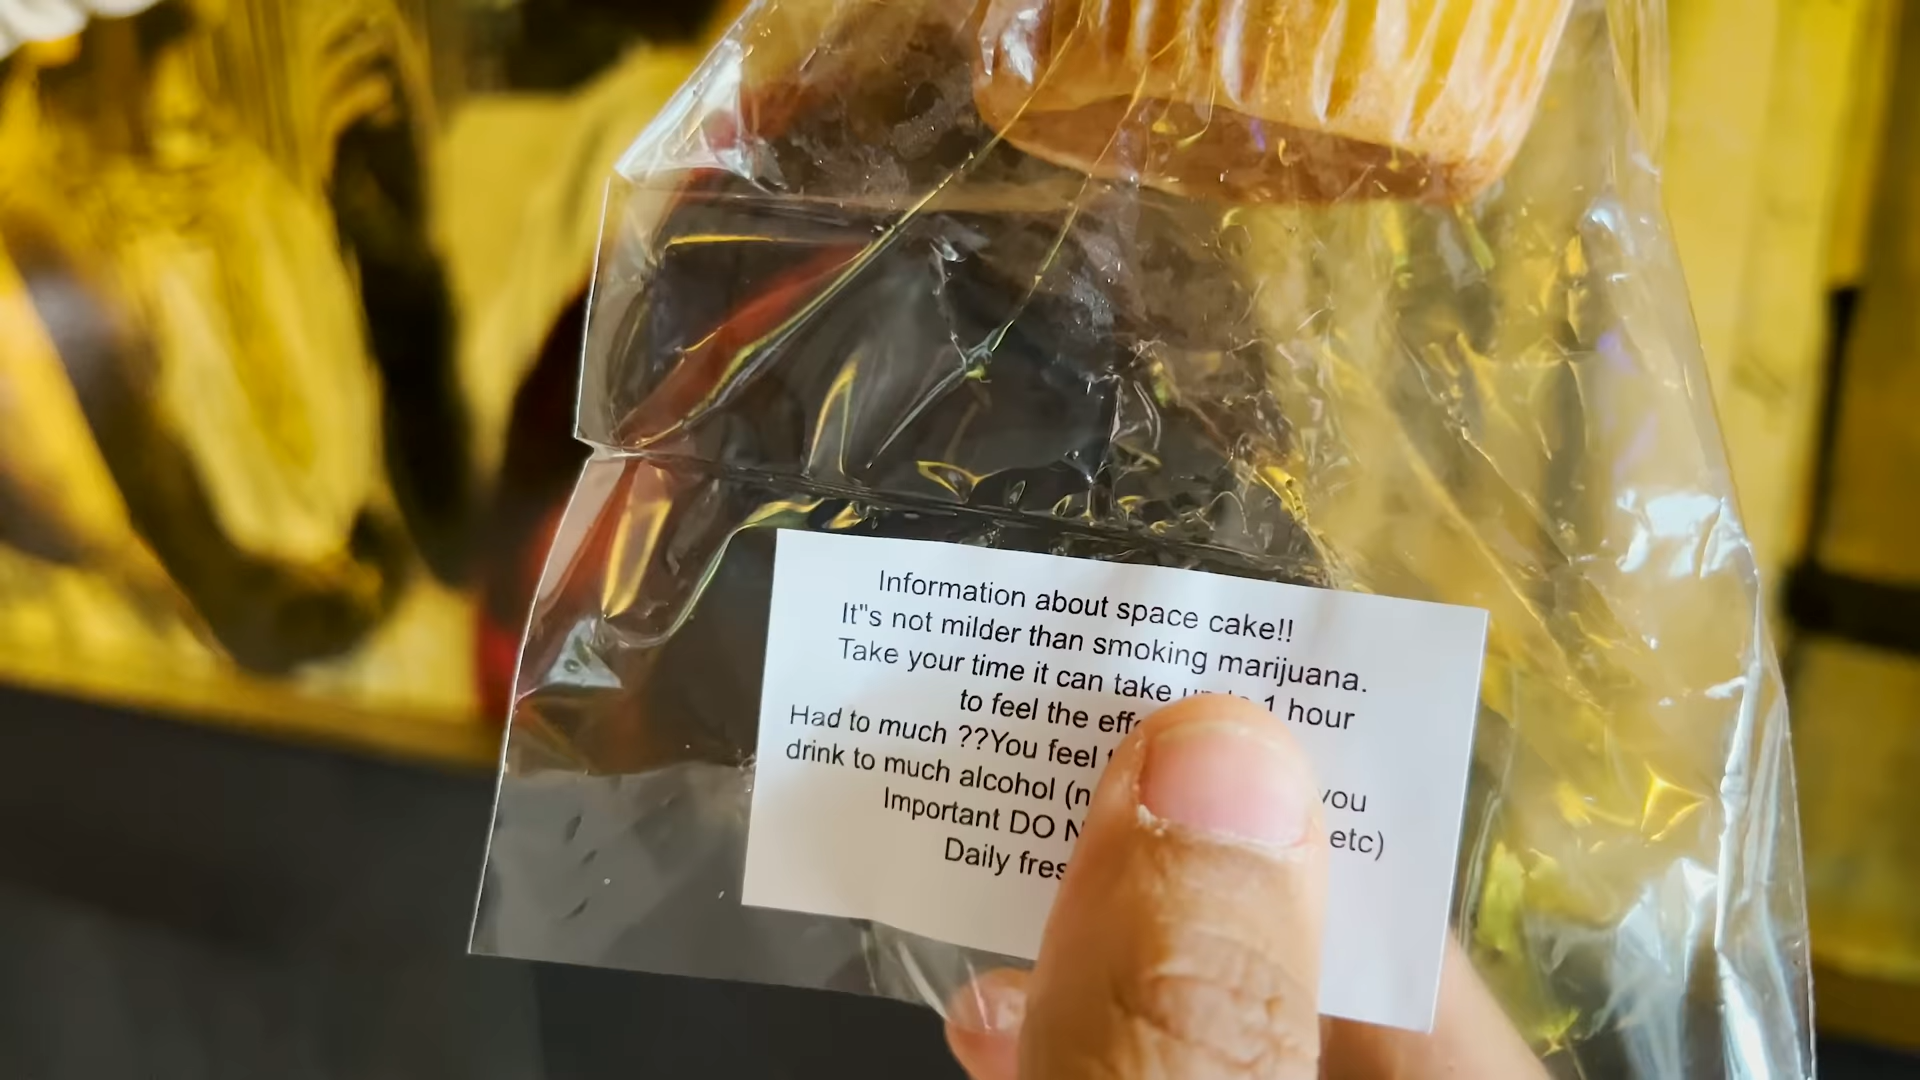 Information about space cake!!
It"s not milder than smoking marijuana.
Take your time it can take 1 hour
to feel the
Had to much ??You feel you
drink to much alcohol etc)
Important DO
Daily